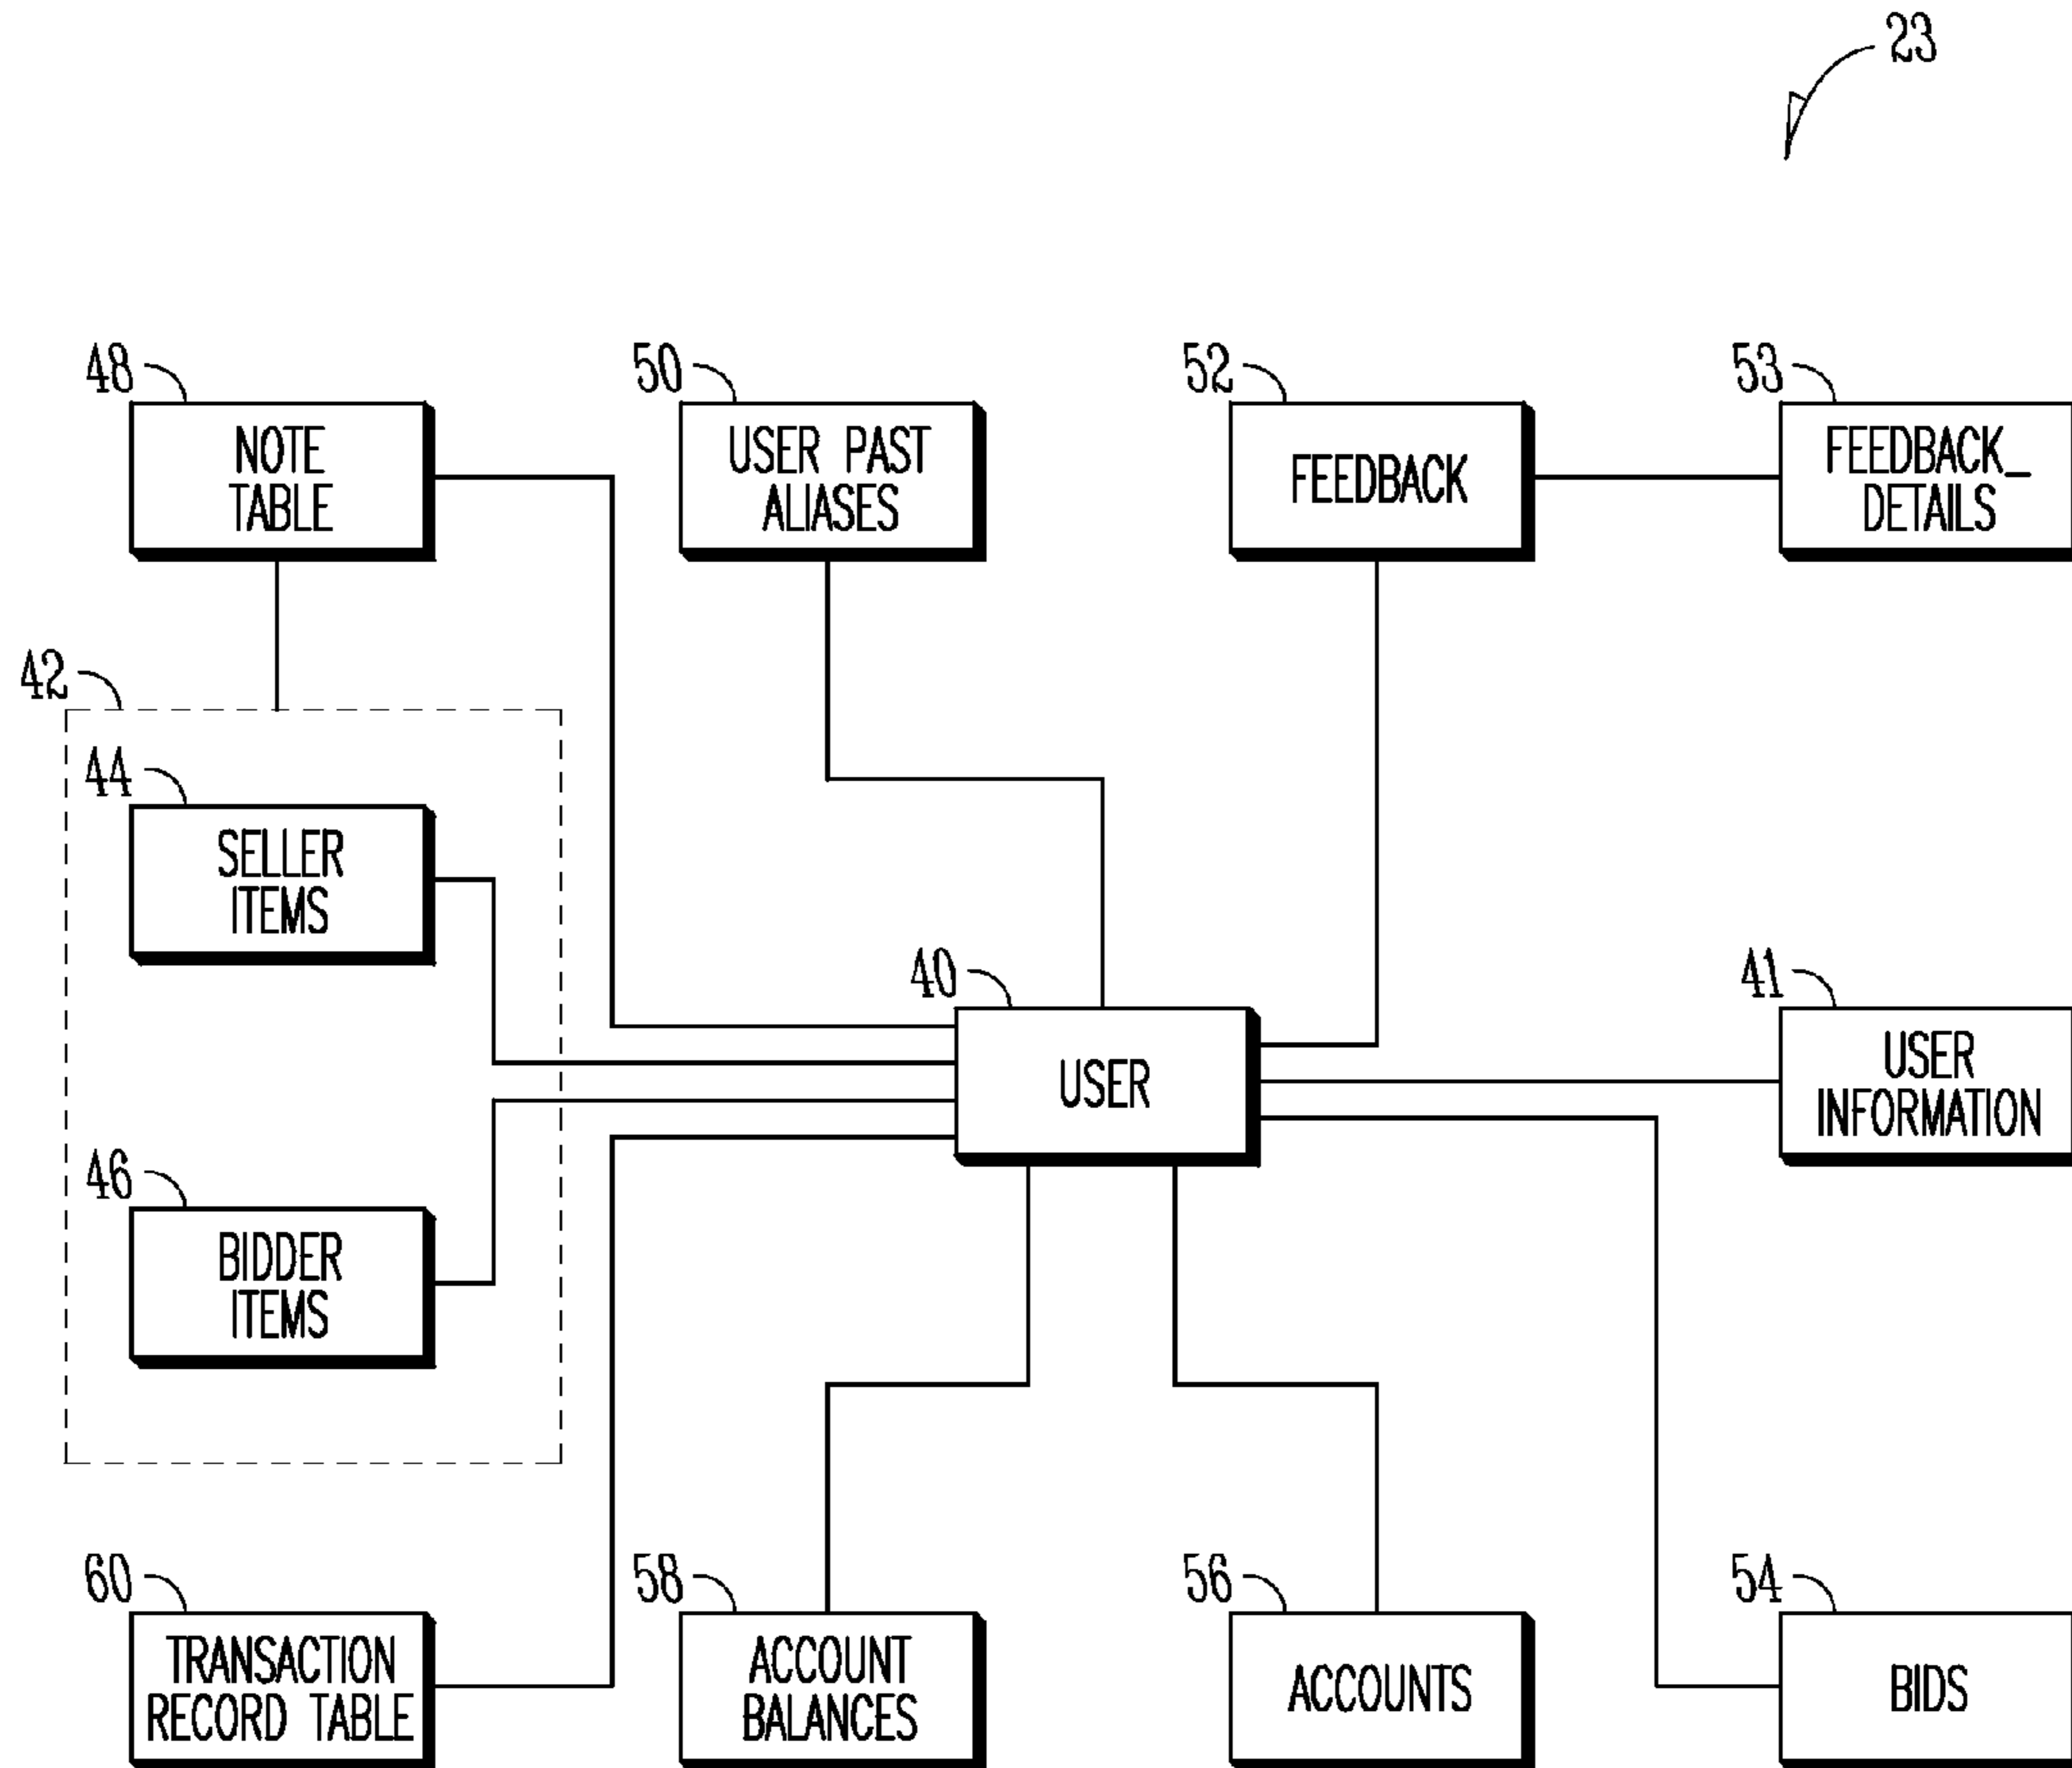 23
48
NOTE
TABLE
50
USER PAST
ALIASES
52
FEEDBACK
53
FEEDBACK_
DETAILS
42
44
SELLER
ITEMS
40
USER
41
USER
INFORMATION
46
BIDDER
ITEMS
60
TRANSACTION
RECORD TABLE
58
ACCOUNT
BALANCES
56
ACCOUNTS
54
BIDS